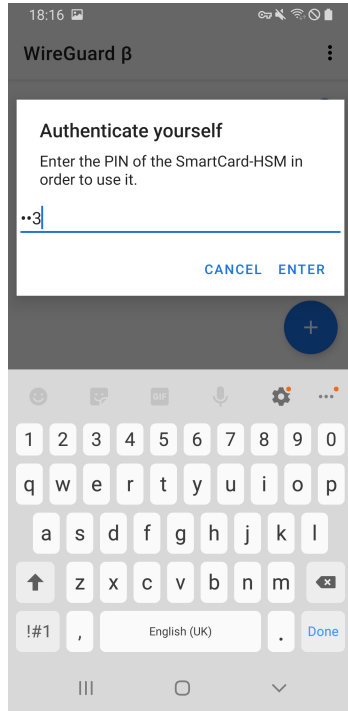 18:16
WireGuard β
Authenticate yourself
Enter the PIN of the SmartCard-HSM in
order to use it.
••3
CANCEL ENTER
+
GIF
1 2 3 4 5 6 7 8 9 0
q w e r t y u i o p
a s d f g h j k l
z x c v b n m
!#1 , English (UK) . Done